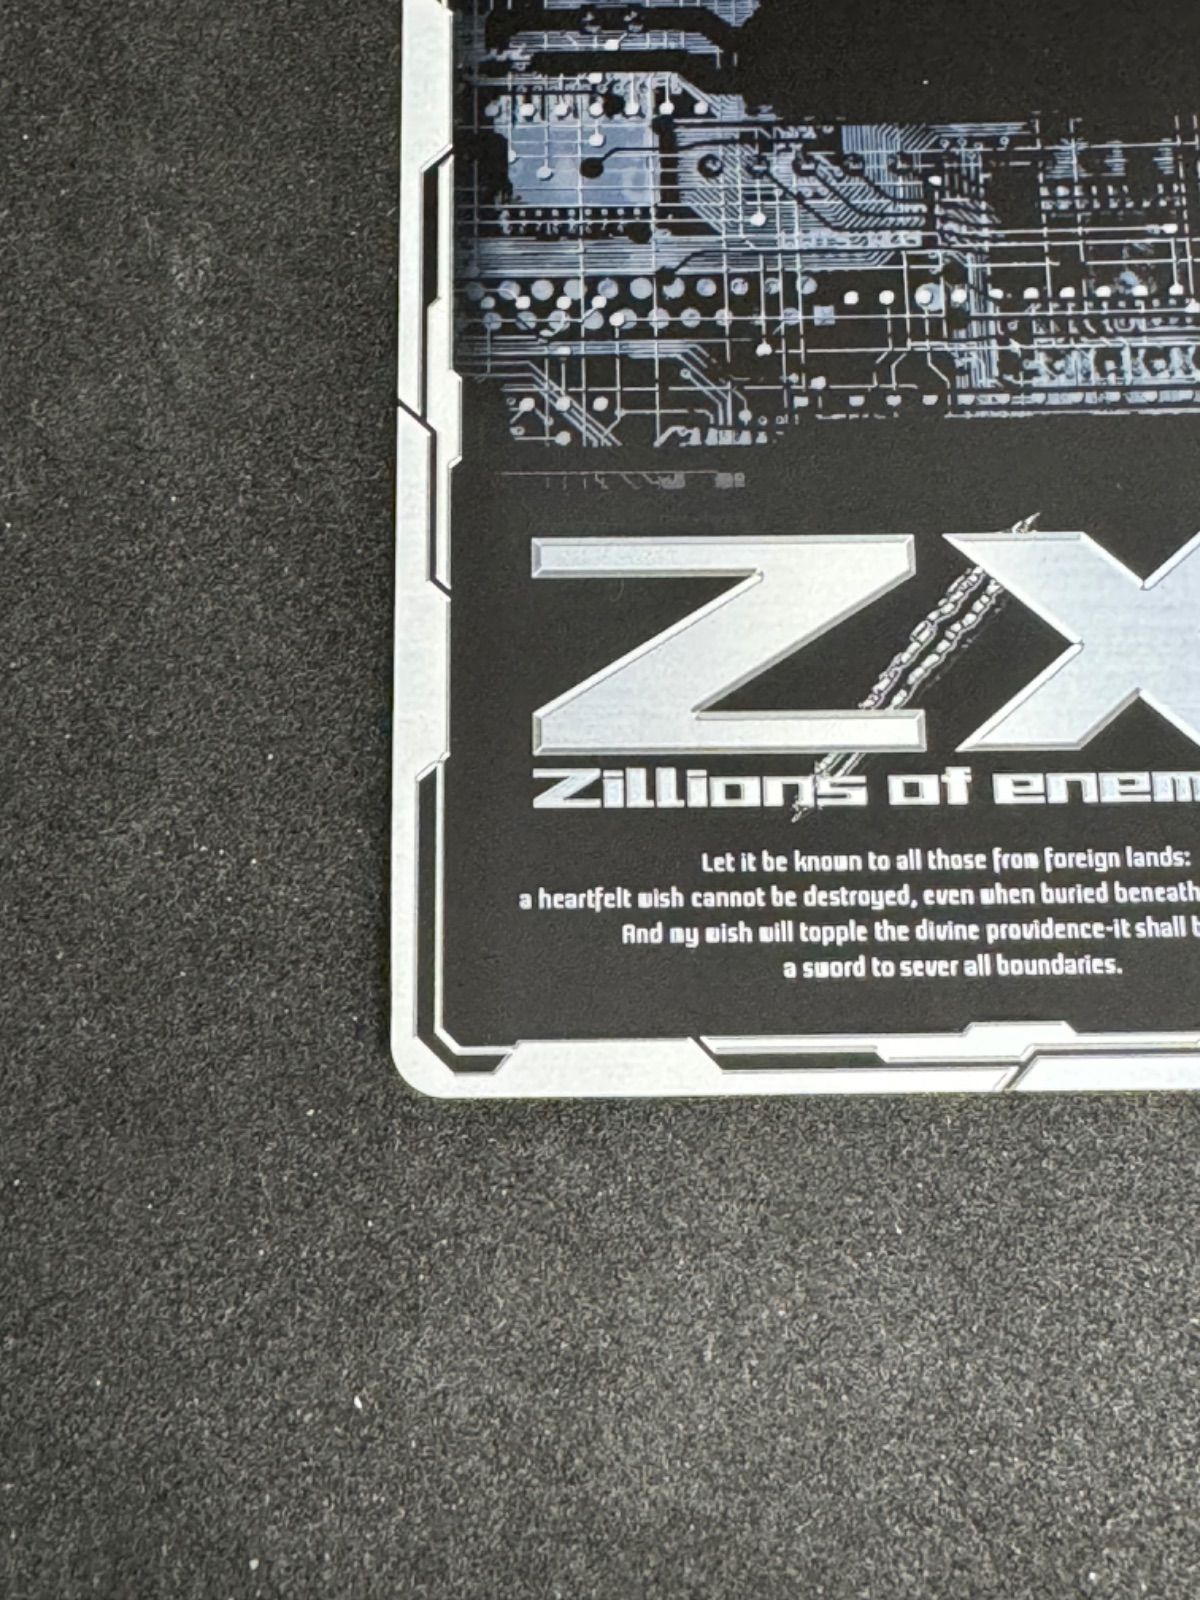 ZX
Zillions of enem
Let it be known to all those from foreign lands:
a heartfelt wish cannot be destroyed, even when buried beneath
And my wish will topple the divine providence-it shall b
a sword to sever all boundaries.